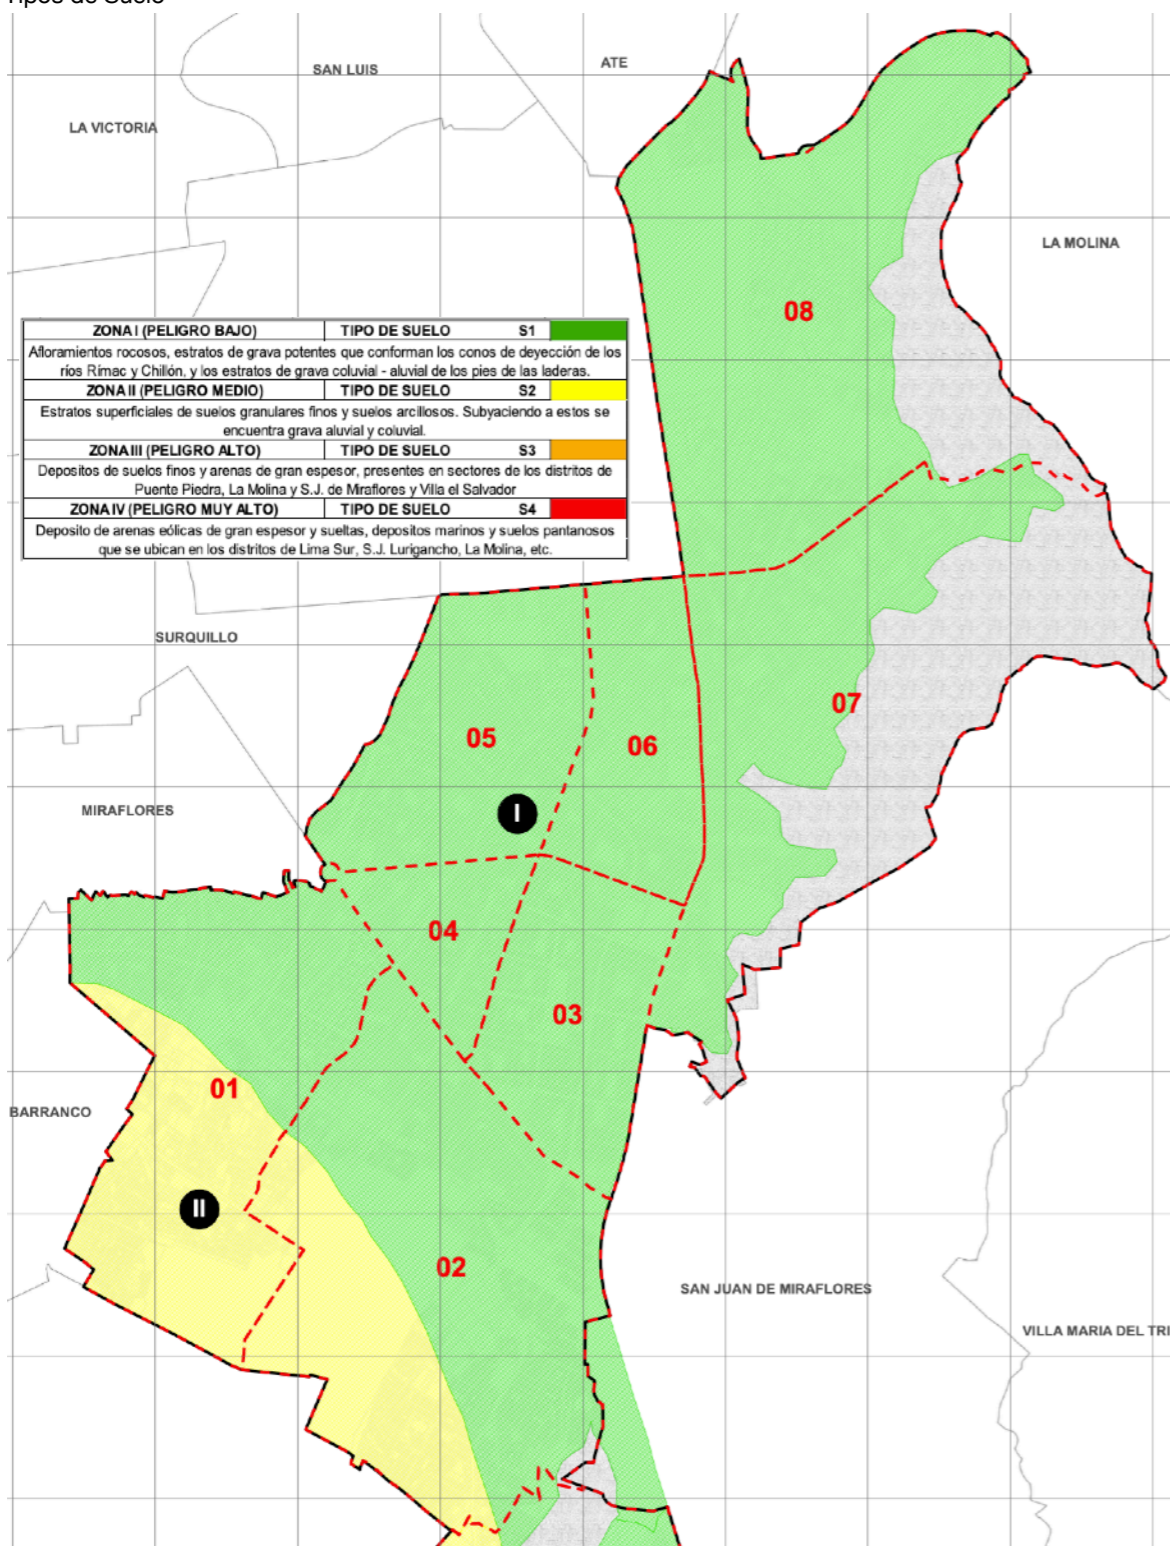 Tipos de Suelo
SAN LUIS
ATE
LA VICTORIA
LA MOLINA
08
ZONA I (PELIGRO BAJO) TIPO DE SUELO S1
Afloramientos rocosos, estratos de grava potentes que conforman los conos de deyección de los
ríos Rímac y Chillón, y los estratos de grava coluvial - aluvial de los pies de las laderas.
ZONA II (PELIGRO MEDIO) TIPO DE SUELO S2
Estratos superficiales de suelos granulares finos y suelos arcillosos. Subyaciendo a estos se
encuentra grava aluvial y coluvial.
ZONA III (PELIGRO ALTO) TIPO DE SUELO S3
Depositos de suelos finos y arenas de gran espesor, presentes en sectores de los distritos de
Puente Piedra, La Molina y S.J. de Miraflores y Villa el Salvador
ZONA IV (PELIGRO MUY ALTO) TIPO DE SUELO S4
Deposito de arenas eólicas de gran espesor y sueltas, depositos marinos y suelos pantanosos
que se ubican en los distritos de Lima Sur, S.J. Lurigancho, La Molina, etc.
SURQUILLO
07
05
06
MIRAFLORES
I
04
03
01
BARRANCO
II
02
SAN JUAN DE MIRAFLORES
VILLA MARIA DEL TRI